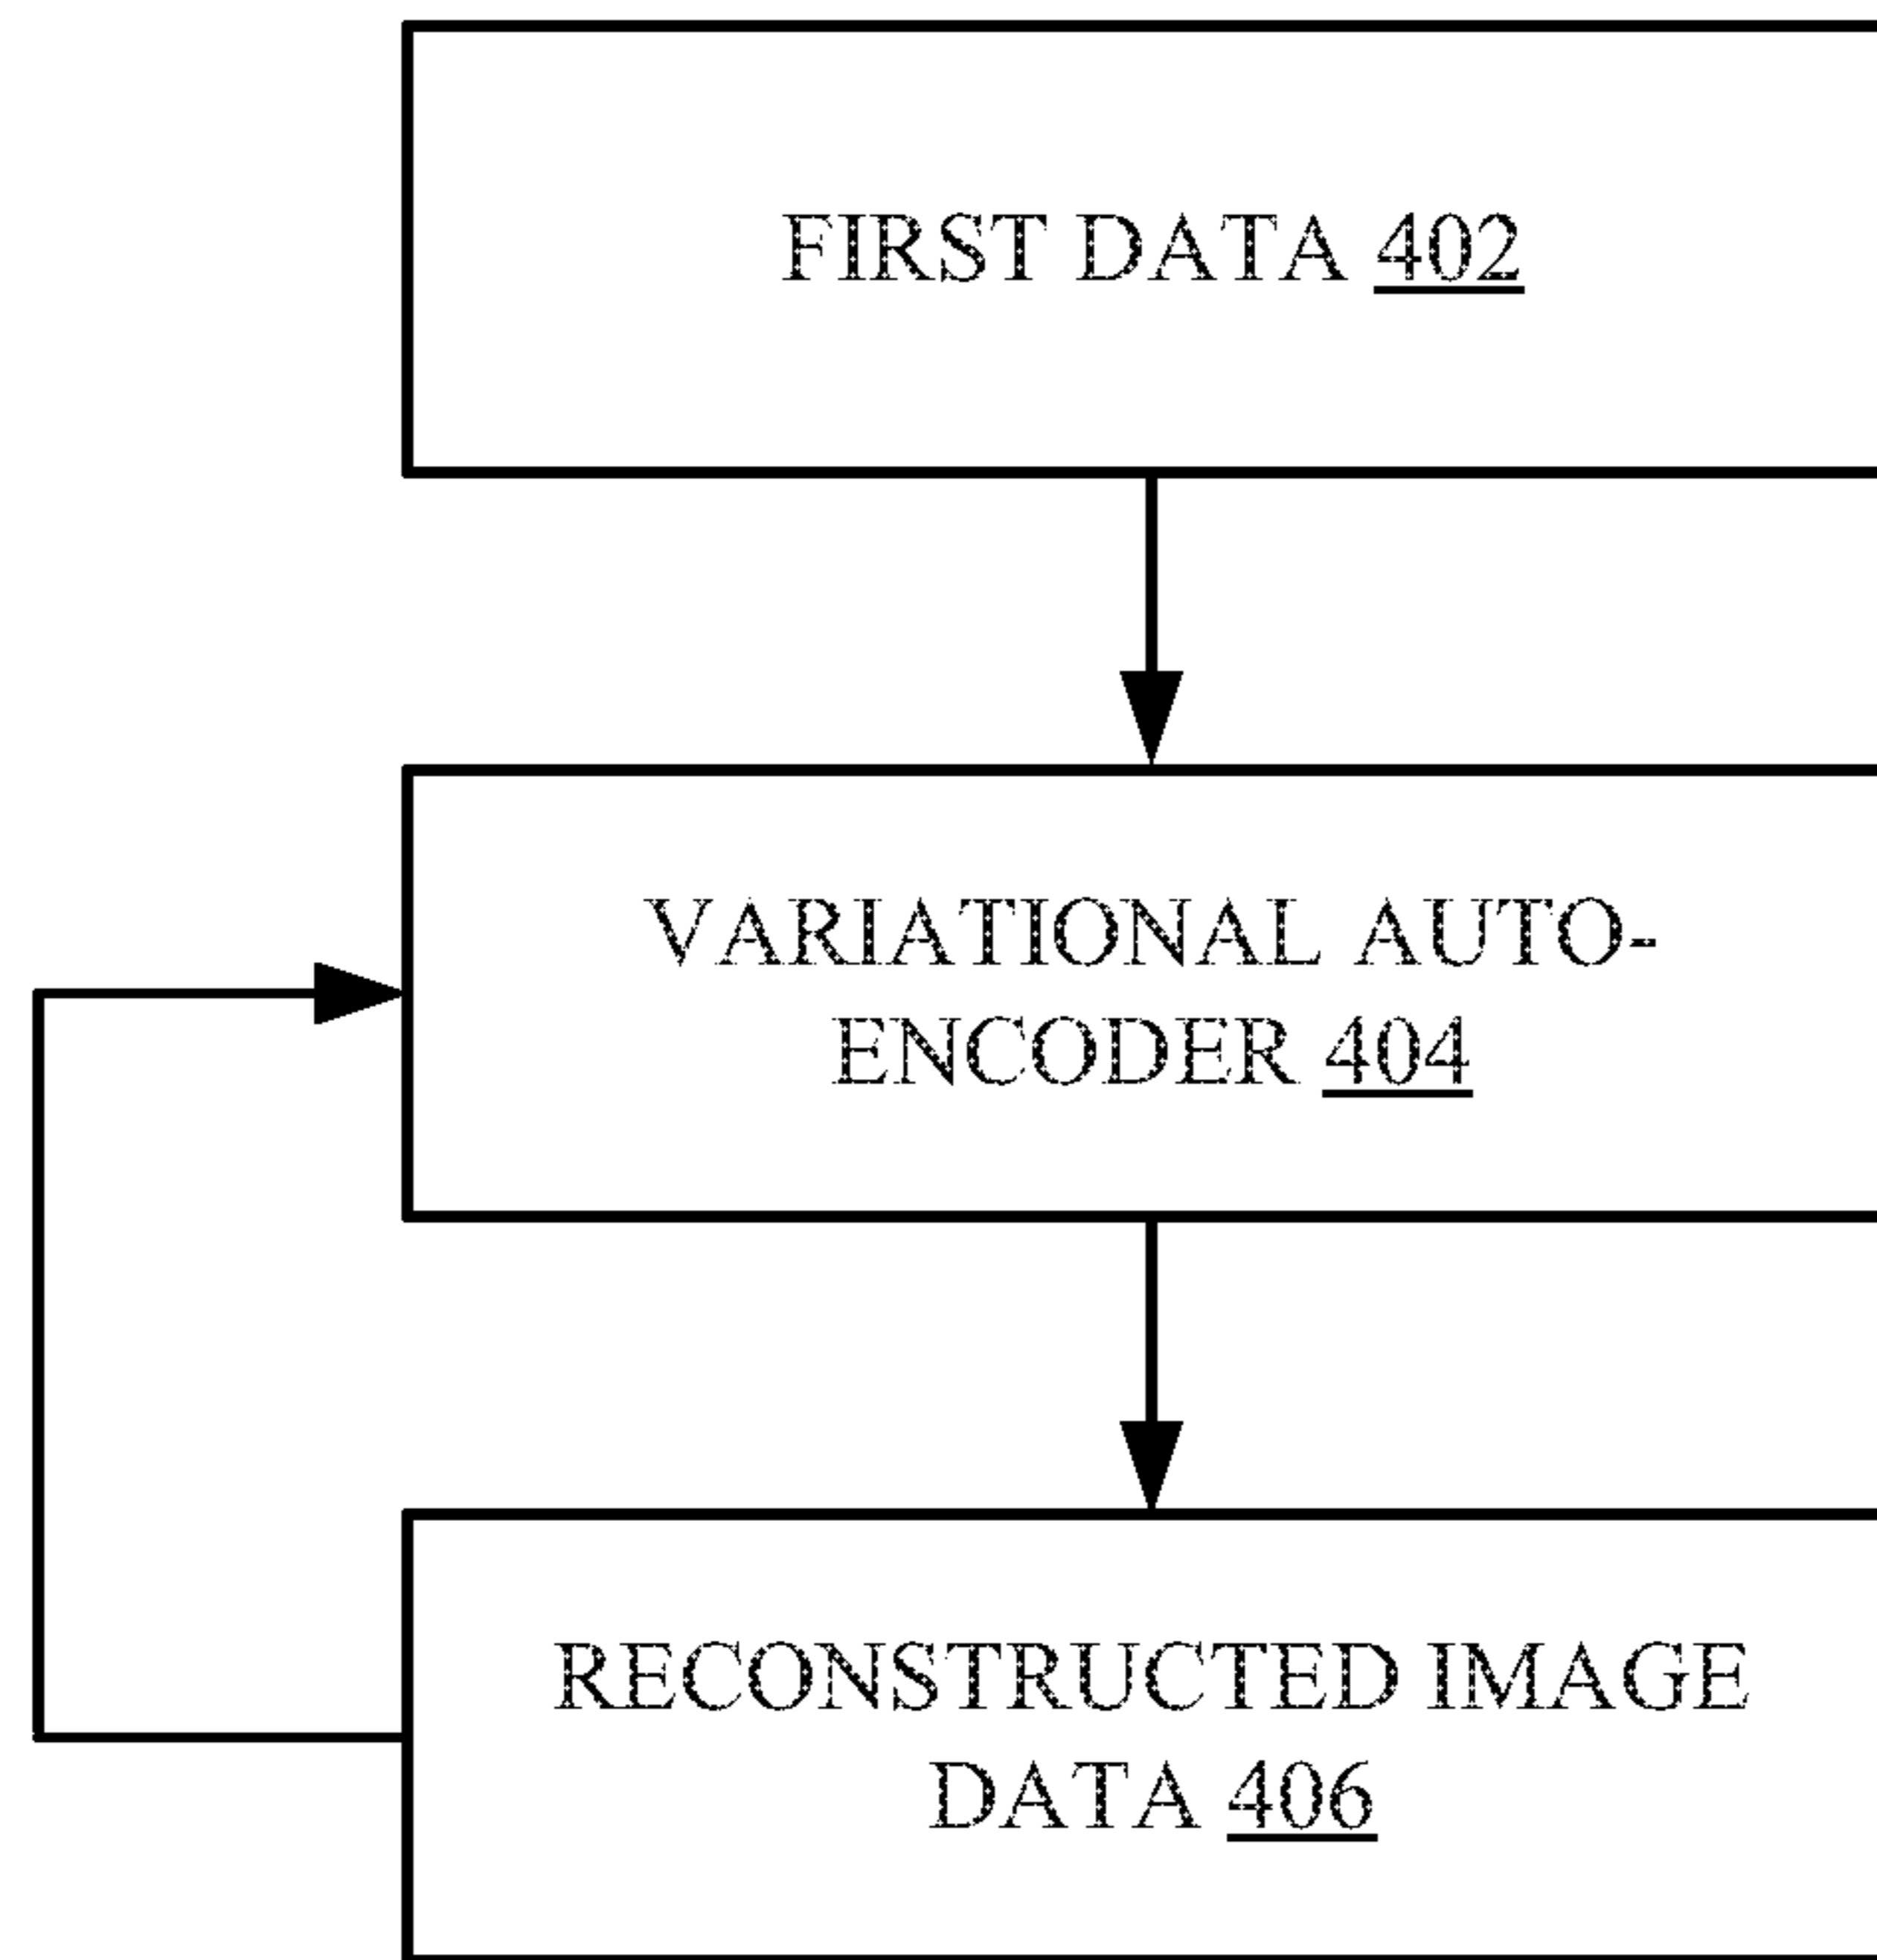 FIRST DATA 402
VARIATIONAL AUTO-
ENCODER 404
RECONSTRUCTED IMAGE
DATA 406